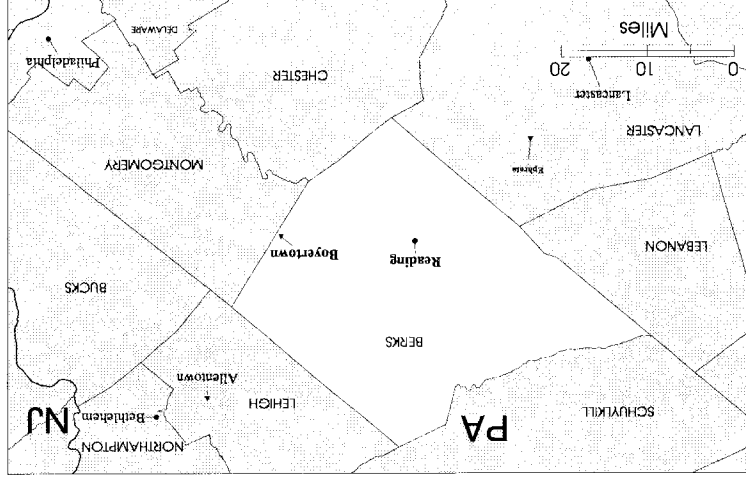 NORTHAMPTON
PA
NJ
Bethlehem
SCHUYLKILL
LEHIGH
Allentown
BERKS
BUCKS
Reading
Boyertown
LEBANON
Ephrata
MONTGOMERY
LANCASTER
Lancaster
CHESTER
0 10 20
Miles
Philadelphia
DELAWARE